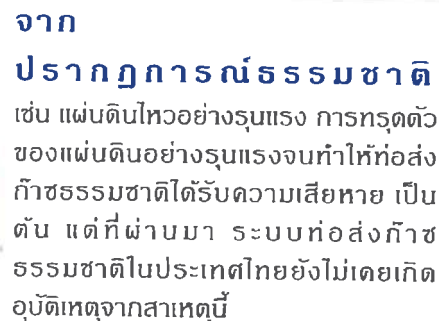 จาก
ปรากฏการณ์ธรรมชาติ
เช่น แผ่นดินไหวอย่างรุนแรง การทรุดตัว
ของแผ่นดินอย่างรุนแรงจนทำให้ท่อส่ง
ก๊าซธรรมชาติได้รับความเสียหาย เป็น
ต้น แต่ที่ผ่านมา ระบบท่อส่งก๊าซ
ธรรมชาติในประเทศไทยยังไม่เคยเกิด
อุบัติเหตุจากสาเหตุนี้